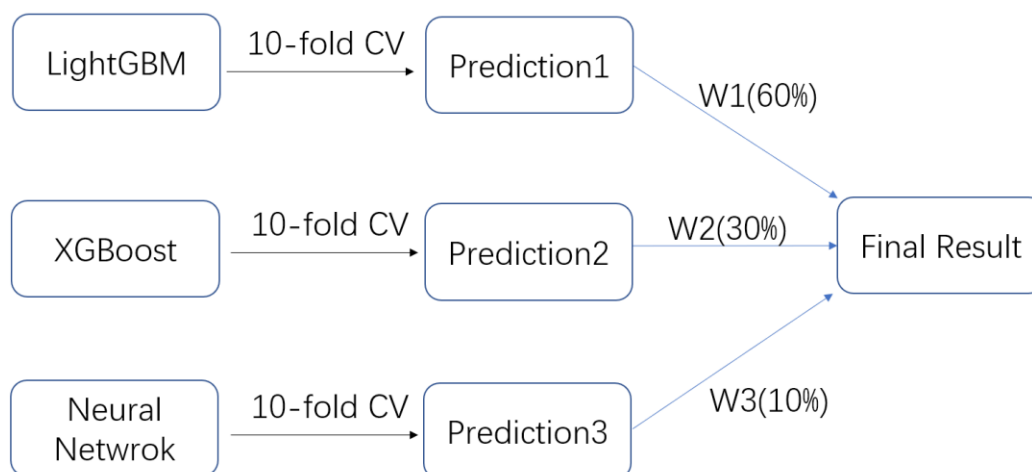 LightGBM
10-fold CV
Prediction1
W1(60%)
XGBoost
10-fold CV
Prediction2
W2(30%)
Final Result
Neural
Netwrok
10-fold CV
Prediction3
W3(10%)